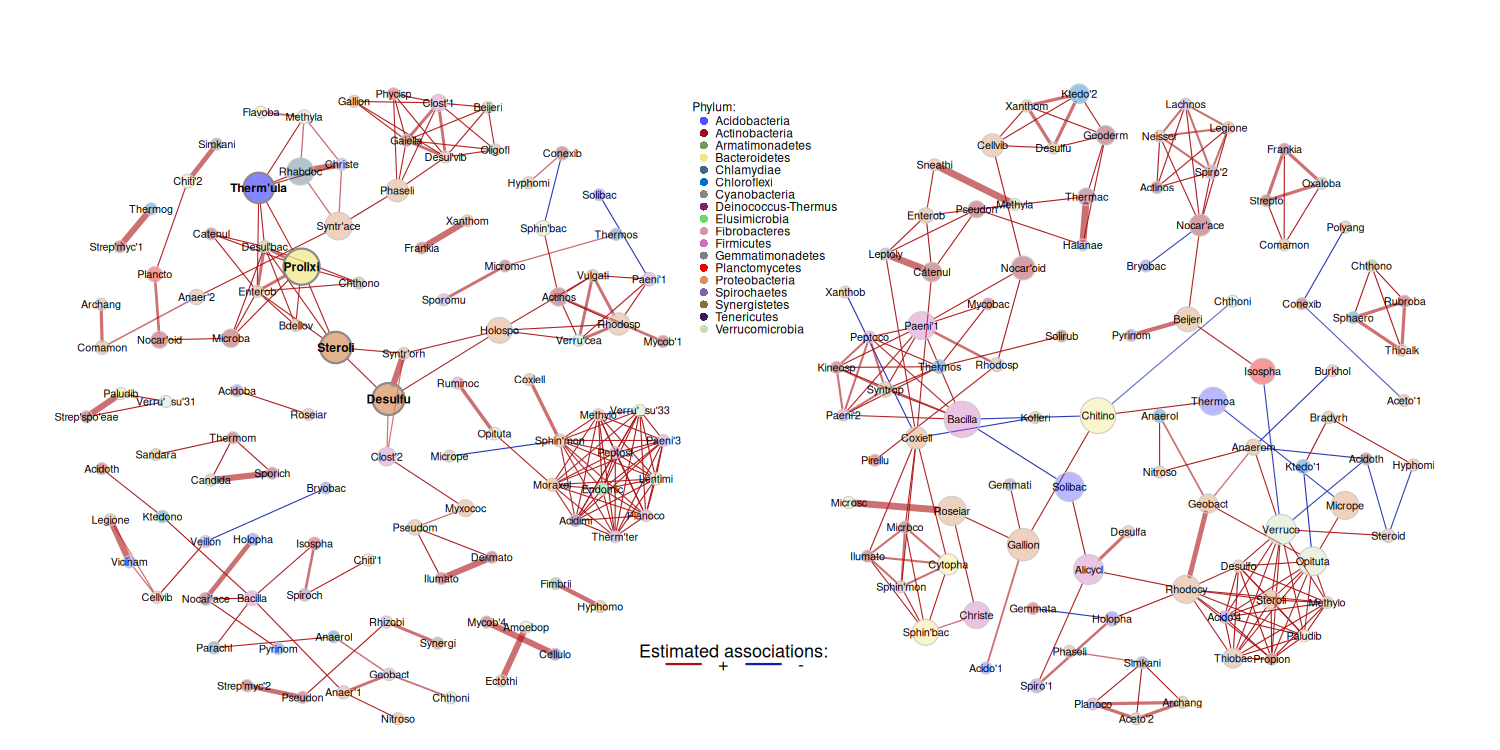 Flavoba
Methyla
Gallion
Phycisp
Clost'1
Beijeri
Gaiella
Desul'vib
Oligofl
Simkani
Chiti'2
Rhabdoc
Christe
Therm'uia
Phaseli
Syntr'ace
Thermog
Strep'myc'1
Catenul
Desul'bac
Prolixi
Enterob
Chthono
Plancto
Anaer'2
Bdellov
Archang
Comamon
Nocar'oid
Microba
Steroli
Xanthom
Frankia
Conexib
Hyphomi
Solibac
Sphin'bac
Thermos
Micromo
Sporomu
Vulgati
Paeni'1
Actinos
Holospo
Rhodosp
Verru'cea
Mycob'1
Syntr'orh
Desulfu
Ruminoc
Coxiell
Paludib
Verru' su'31
Strep'spo'eae
Acidoba
Roseiar
Thermom
Sandara
Acidoth
Candida
Sporich
Clost'2
Opituta
Micrope
Methylo
Verru' su'33
Sphin'mon
Paeni'3
Peptost
Moraxel
Endomic
Lentimi
Acidimi
Planoco
Therm'ter
Bryobac
Legione
Ktedono
Veillon
Holopha
Isospha
Vicinam
Chiti'1
Cellvib
Nocar'ace
Bacilla
Spiroch
Myxococ
Pseudom
Dermato
Ilumato
Fimbrii
Hyphomo
Parachl
Pyrinom
Anaerol
Rhizobi
Synergi
Mycob'4
Amoebop
Cellulo
Ectothi
Geobact
Strep'myc'2
Pseudon
Anaer'1
Chthoni
Nitroso
Phylum:
Acidobacteria
Actinobacteria
Armatimonadetes
Bacteroidetes
Chlamydiae
Chloroflexi
Cyanobacteria
Deinococcus-Thermus
Elusimicrobia
Fibrobacteres
Firmicutes
Gemmatimonadetes
Planctomycetes
Proteobacteria
Spirochaetes
Synergistetes
Tenericutes
Verrucomicrobia
Estimated associations:
+ -
Xanthom
Ktedo'2
Geoderm
Cellvib
Desulfu
Sneathi
Enterob
Pseudon
Methyla
Thermac
Halanae
Leptoly
Catenul
Nocar'oid
Lachnos
Neisser
Legione
Spiro'2
Actinos
Nocar'ace
Frankia
Oxaloba
Strepto
Comamon
Bryobac
Polyang
Xanthob
Mycobac
Paeni'1
Peptoco
Solirub
Kineosp
Thermos
Rhodosp
Syntrop
Paeni'2
Bacilla
Kofleri
Chitino
Coxiell
Pirellu
Chthoni
Conexib
Chthono
Rubroba
Sphaero
Thioalk
Pyrinom
Beijeri
Isospha
Burkhol
Aceto'1
Thermoa
Anaerol
Bradyrh
Anaerom
Nitroso
Ktedo'1
Acidoth
Hyphomi
Microsc
Roseiar
Gemmati
Solibac
Geobact
Micrope
Micrbco
Gallion
Desulfa
Verruco
Steroid
Ilumato
Cytopha
Sphin'mon
Alicycl
Desulfo
Opituta
Rhodocy
Steroli
Methylo
Christe
Gemmata
Holopha
Acido'4
Paludib
Sphin'bac
Thiobac
Propion
Phaseli
Acido'1
Spiro'1
Simkani
Planoco
Archang
Aceto'2